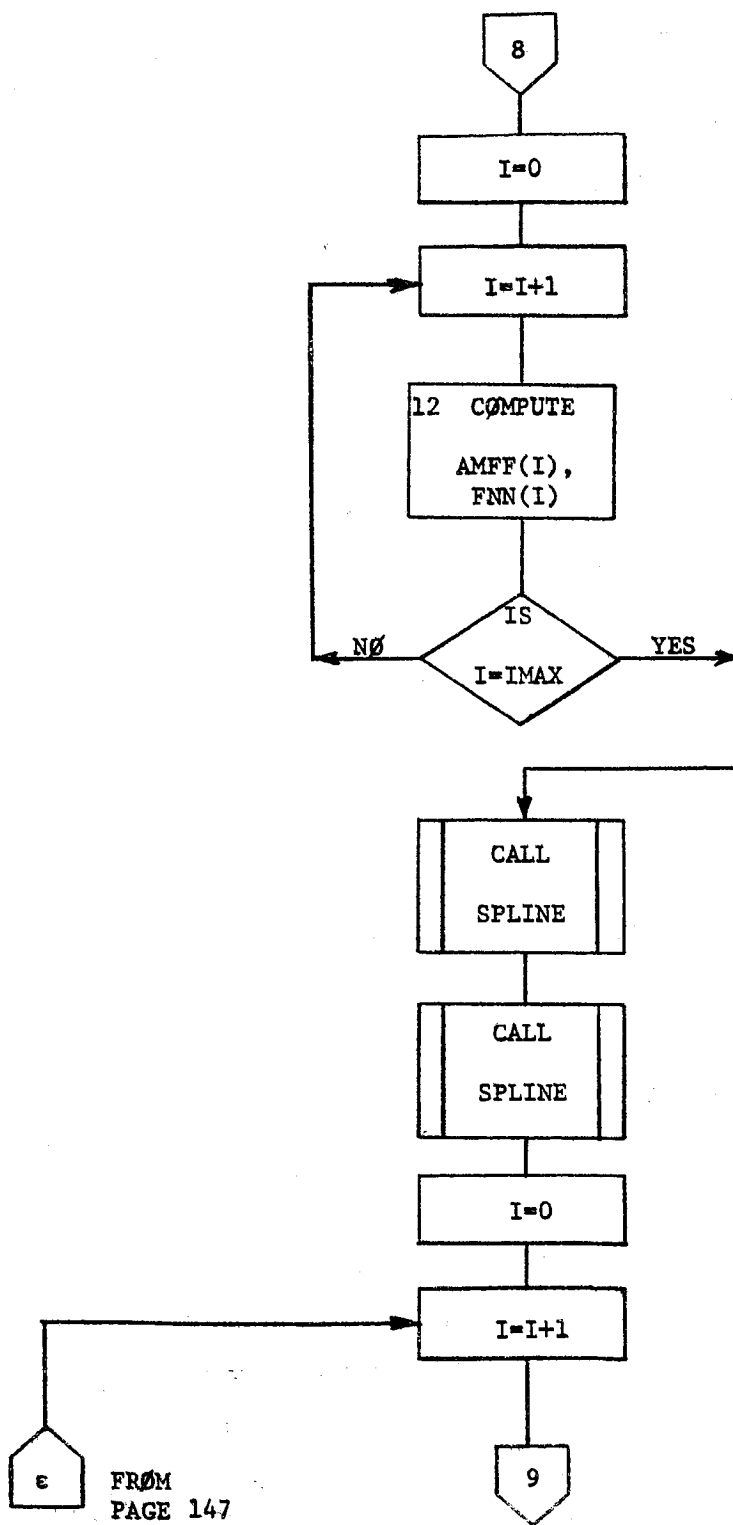 8
I=0
I=I+1
12 CØMPUTE
AMFF(I),
FNN(I)
IS
NØ
YES
I=IMAX
CALL
SPLINE
CALL
SPLINE
I=0
I=I+1
ε
FRØM
PAGE 147
9